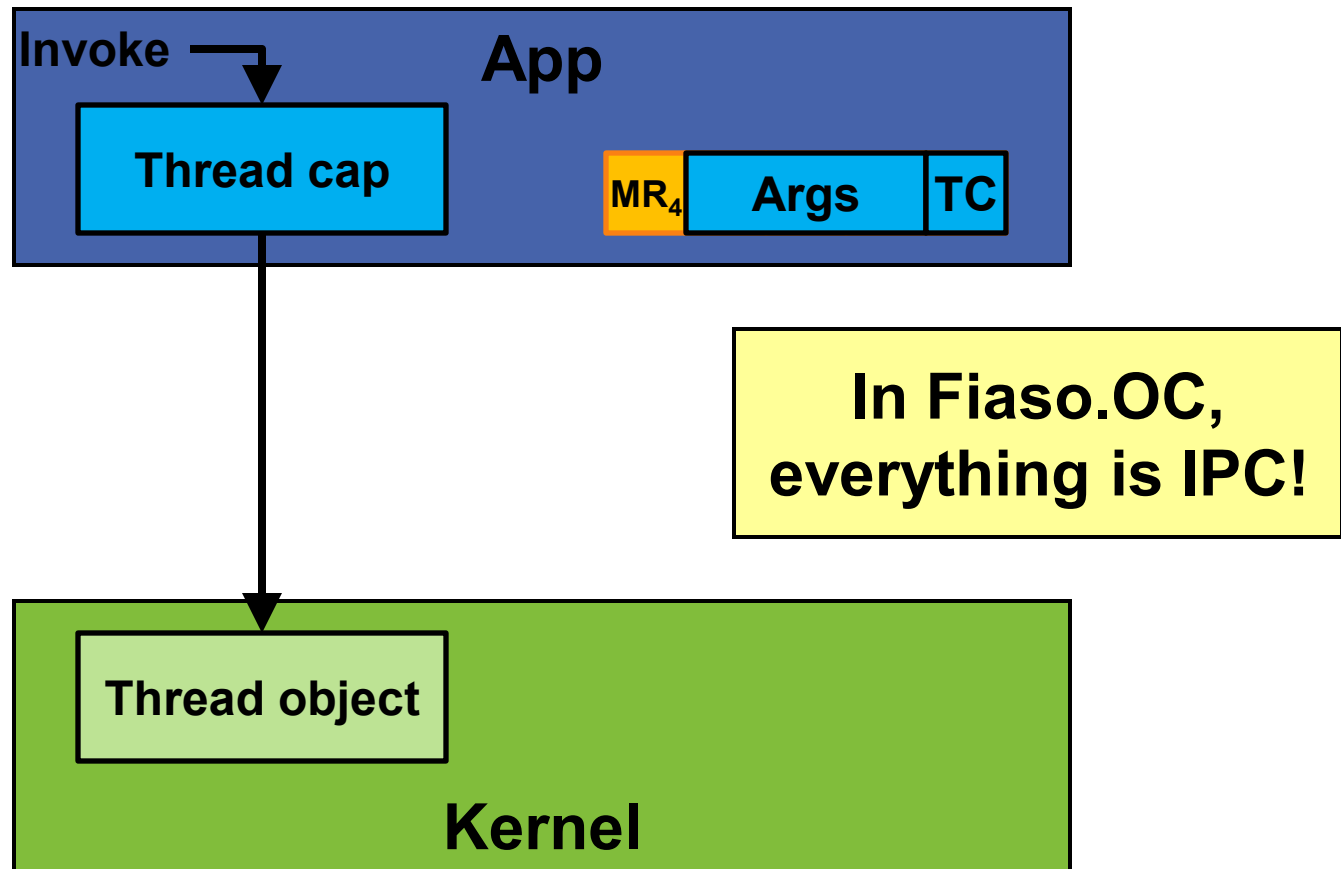 Invoke
App
Thread cap
MR₄ Args TC
In Fiaso.OC,
everything is IPC!
Thread object
Kernel